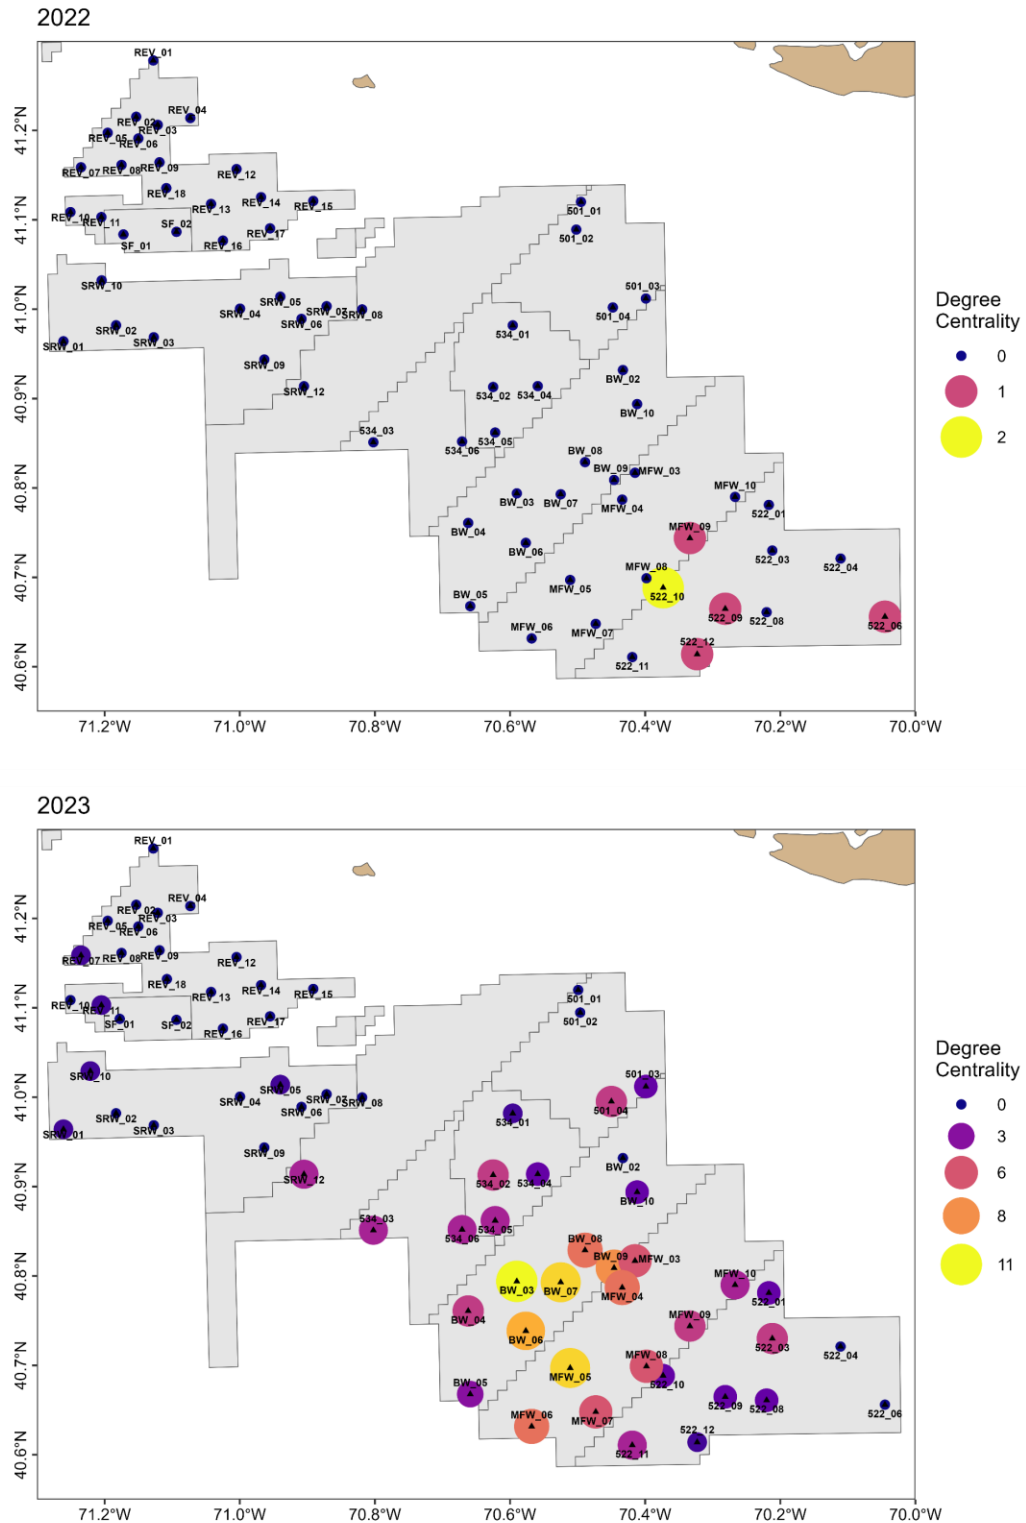 2022
REV_01
REV_02
REV_03
REV_04
REV_05
REV_06
REV_07
REV_08
REV_09
REV_12
REV_18
REV_13
REV_14
REV_15
REV_10
REV_11
SF_02
SF_01
REV_16
REV_17
501_01
501_02
SRW_10
SRW_05
SRW_04
SRW_06
SRW_07
SRW_08
SRW_02
SRW_01
SRW_03
SRW_09
SRW_12
501_03
501_04
534_01
534_02
534_04
BW_02
BW_10
534_03
534_06
534_05
BW_08
BW_09
MFW_03
BW_03
BW_07
MFW_04
BW_04
BW_06
MFW_10
522_01
MFW_09
522_03
522_04
MFW_08
522_10
MFW_05
BW_05
522_09
522_08
522_06
MFW_06
MFW_07
522_12
522_11
41.2°N
41.1°N
41.0°N
40.9°N
40.8°N
40.7°N
40.6°N
71.2°W
71.0°W
70.8°W
70.6°W
70.4°W
70.2°W
70.0°W
Degree
Centrality
0
1
2
2023
REV_01
REV_02
REV_03
REV_04
REV_05
REV_06
REV_07
REV_08
REV_09
REV_12
REV_18
REV_13
REV_14
REV_15
REV_10
REV_11
SF_01
SF_02
REV_16
REV_17
501_01
501_02
SRW_10
SRW_05
SRW_04
SRW_06
SRW_07
SRW_08
SRW_02
SRW_01
SRW_03
SRW_09
SRW_12
501_03
501_04
534_01
534_02
534_04
BW_02
BW_10
534_03
534_06
534_05
BW_08
BW_09
MFW_03
BW_03
BW_07
MFW_04
BW_04
BW_06
MFW_10
522_01
MFW_09
522_03
522_04
MFW_08
522_10
MFW_05
BW_05
522_09
522_08
522_06
MFW_06
MFW_07
522_12
522_11
41.2°N
41.1°N
41.0°N
40.9°N
40.8°N
40.7°N
40.6°N
71.2°W
71.0°W
70.8°W
70.6°W
70.4°W
70.2°W
70.0°W
Degree
Centrality
0
3
6
8
11